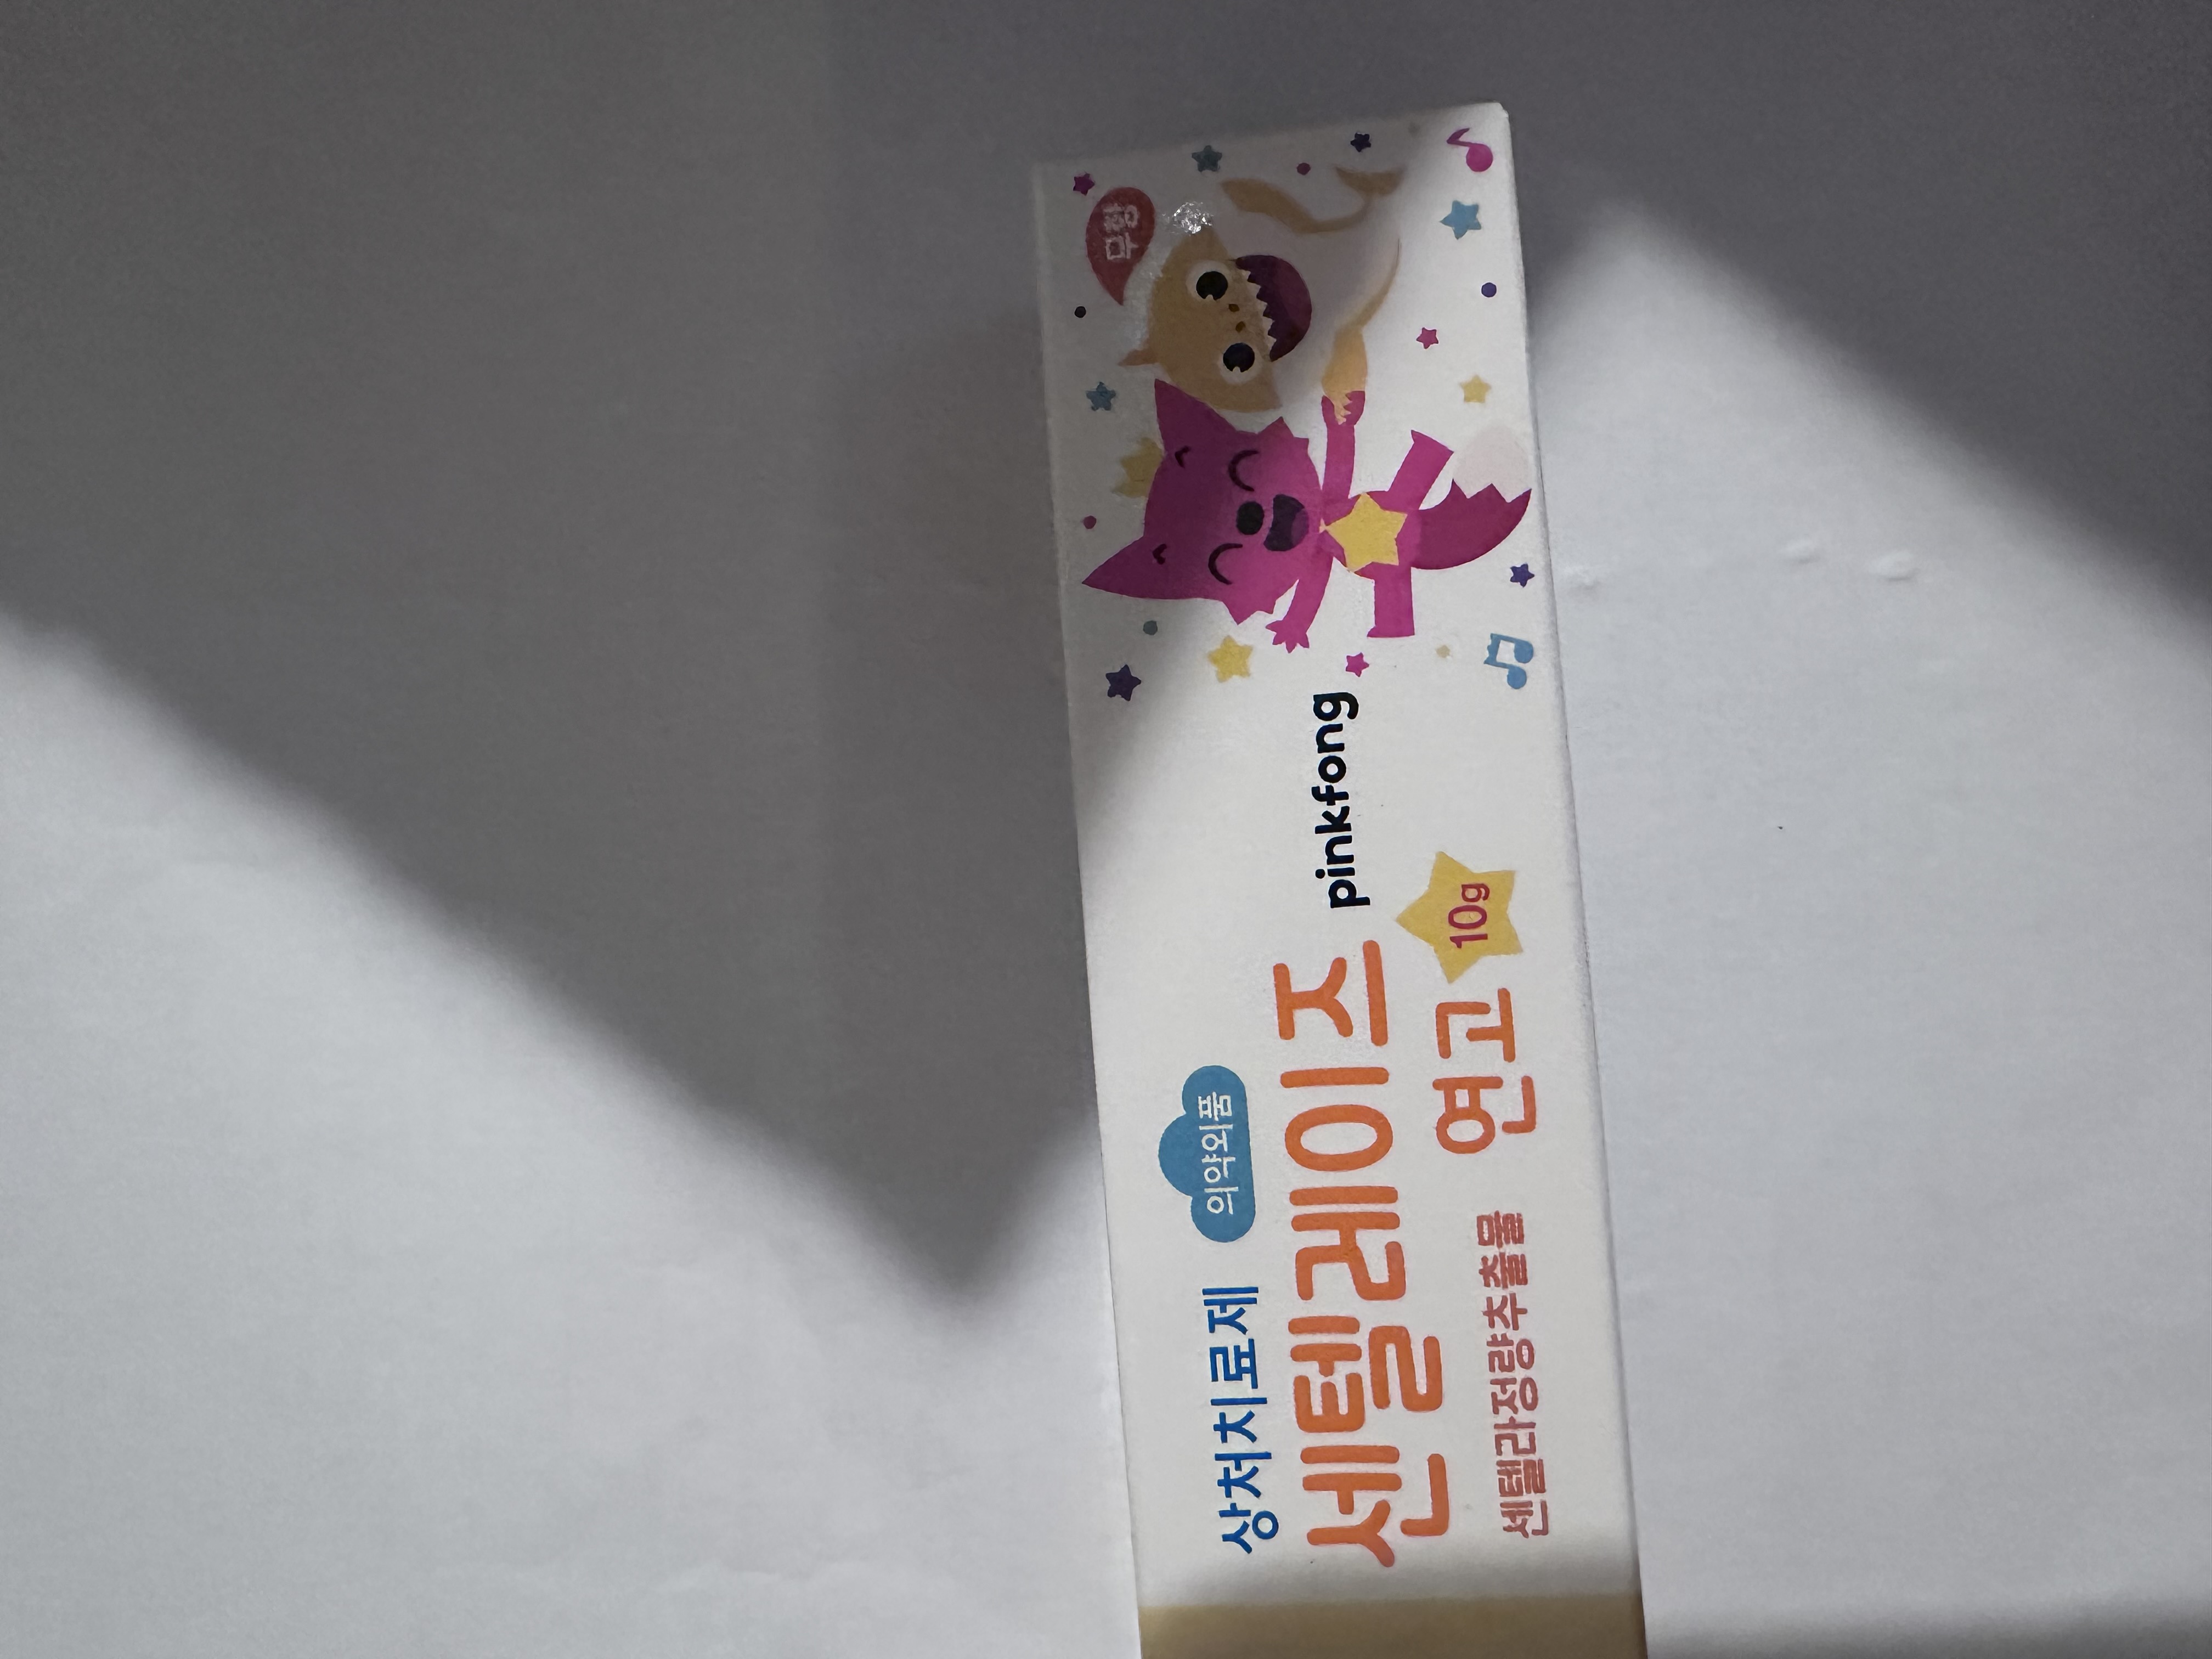 무향
pinkfong
상처치료제
의약외품
센텔레이즈
연고
10g
센텔라정량추출물